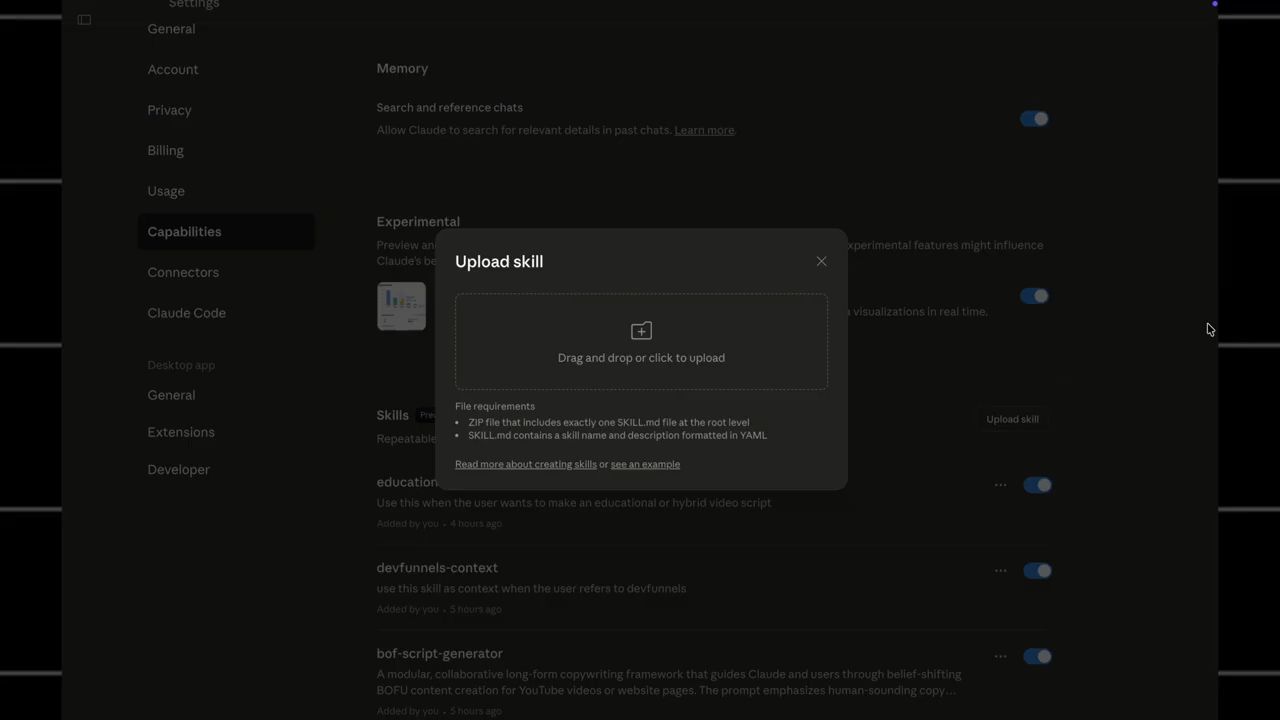 Settings
General
Account
Privacy
Billing
Usage
Capabilities
Connectors
Claude Code
Desktop app
General
Extensions
Developer
Memory
Search and reference chats
Allow Claude to search for relevant details in past chats. Learn more.
Experimental
Preview an
xperimental features might influence
Claude's be
a visualizations in real time.
Upload skill
Drag and drop or click to upload
File requirements
• ZIP file that includes exactly one SKILL.md file at the root level
• SKILL.md contains a skill name and description formatted in YAML
Read more about creating skills or see an example
Skills Pre
Upload skill
Repeatable
education
Use this when the user wants to make an educational or hybrid video script
Added by you • 4 hours ago
devfunnels-context
use this skill as context when the user refers to devfunnels
Added by you • 5 hours ago
bof-script-generator
A modular, collaborative long-form copywriting framework that guides Claude and users through belief-shifting
BOFU content creation for YouTube videos or website pages. The prompt emphasizes human-sounding copy…
Added by you • 5 hours ago